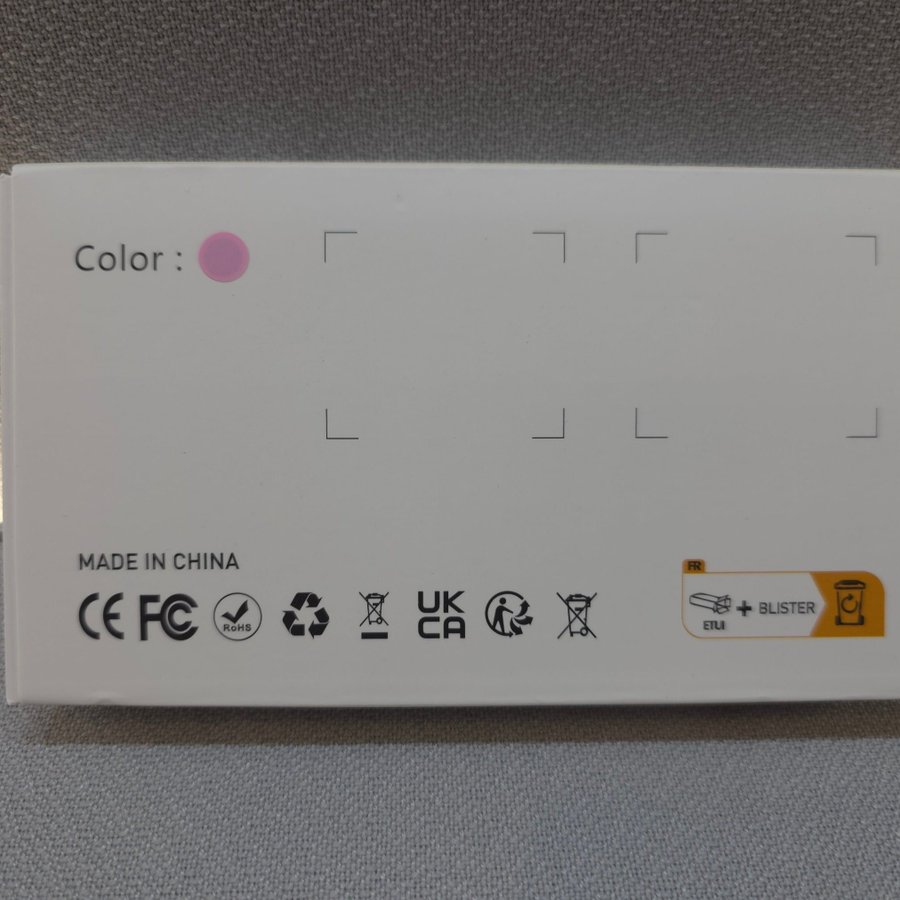 Color :
MADE IN CHINA
CE FC RoHS UK
CA
FR
+ BLISTER
ETUI